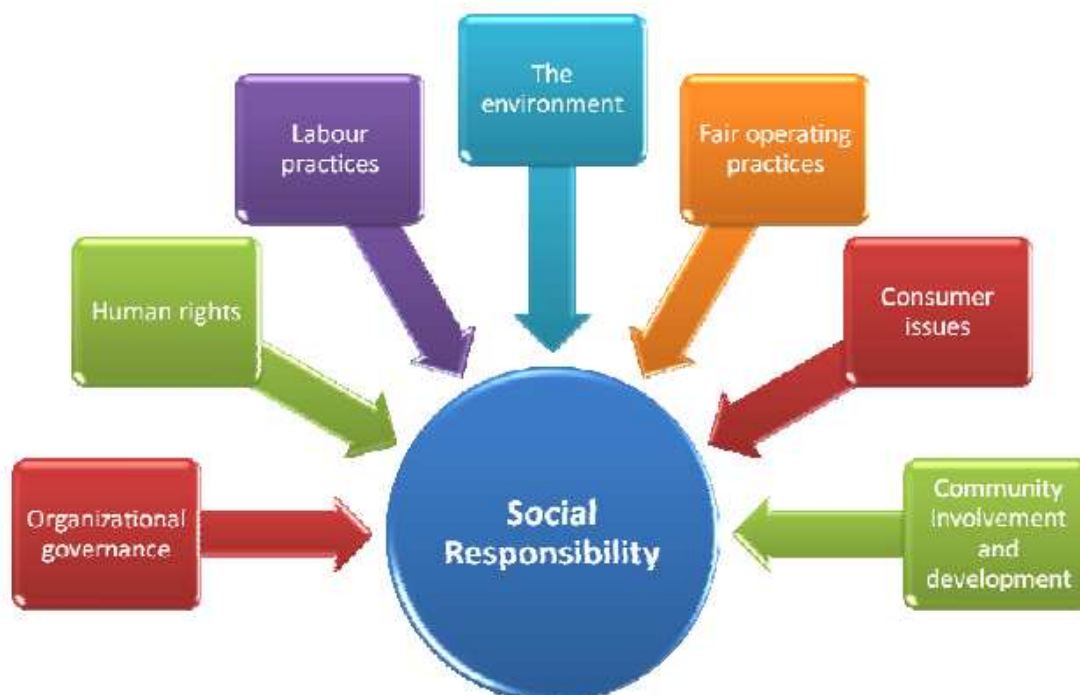 The
environment
Labour
practices
Fair operating
practices
Human rights
Consumer
issues
Organizational
governance
Social
Responsibility
Community
involvement
and
development